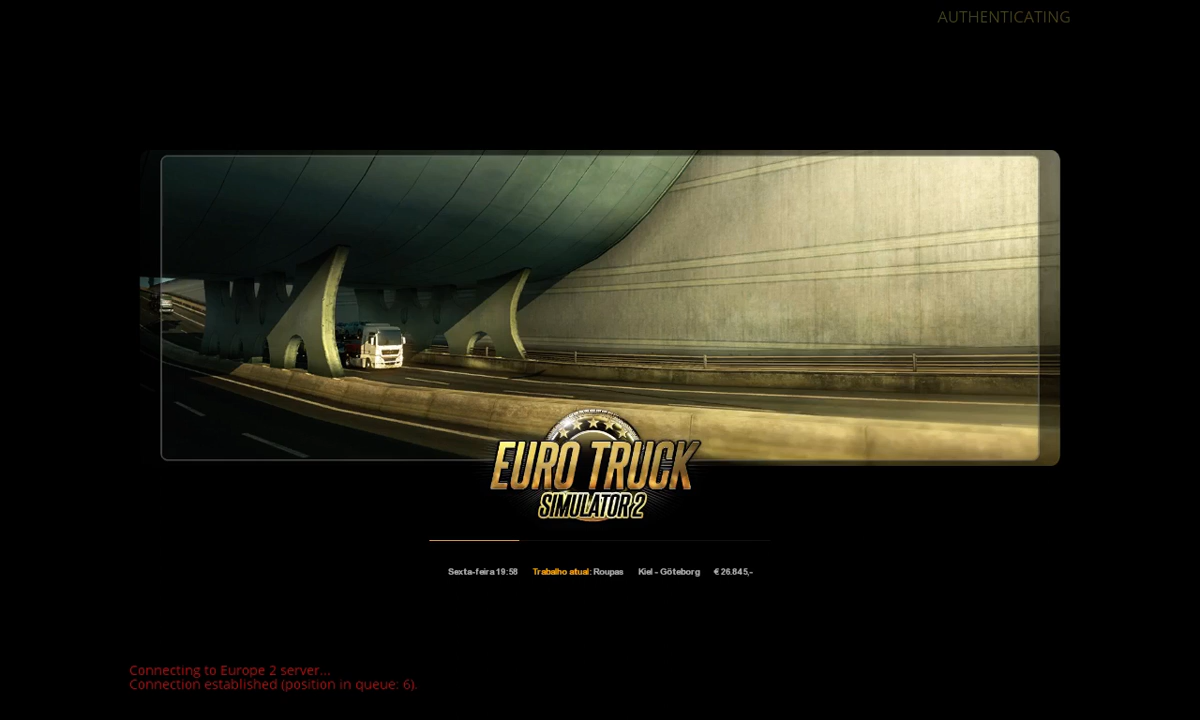 AUTHENTICATING
EURO TRUCK
SIMULATOR 2
Sexta-feira 19:58 Trabalho atual: Roupas Kiel - Göteborg € 26.845,-
Connecting to Europe 2 server...
Connection established (position in queue: 6).